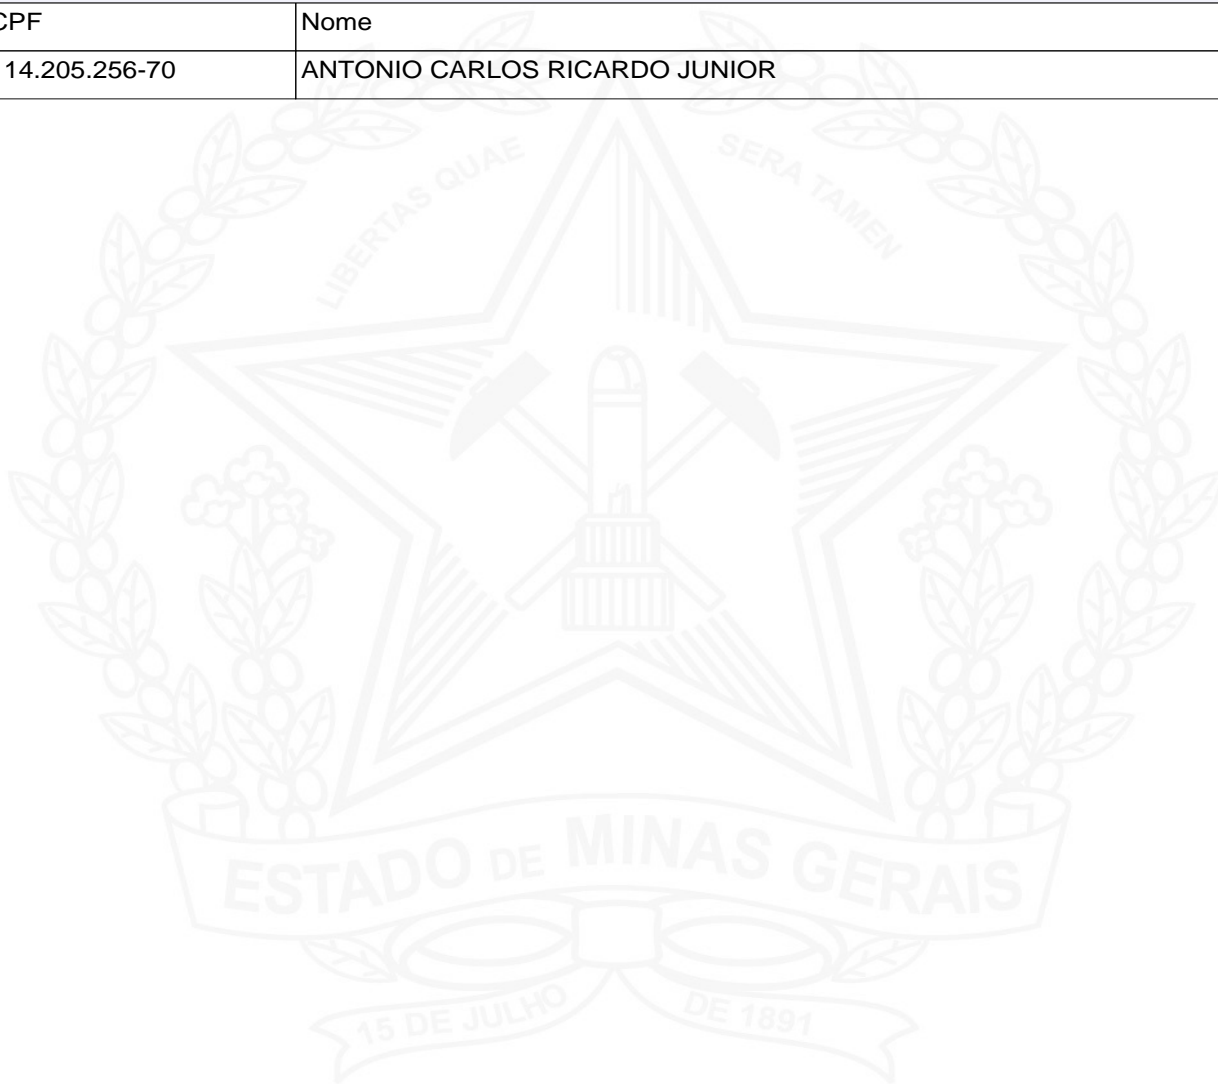 CPF Nome
14.205.256-70 ANTONIO CARLOS RICARDO JUNIOR
LIBERTAS QUAE SERA TAMEN
ESTADO DE MINAS GERAIS
15 DE JULHO DE 1891